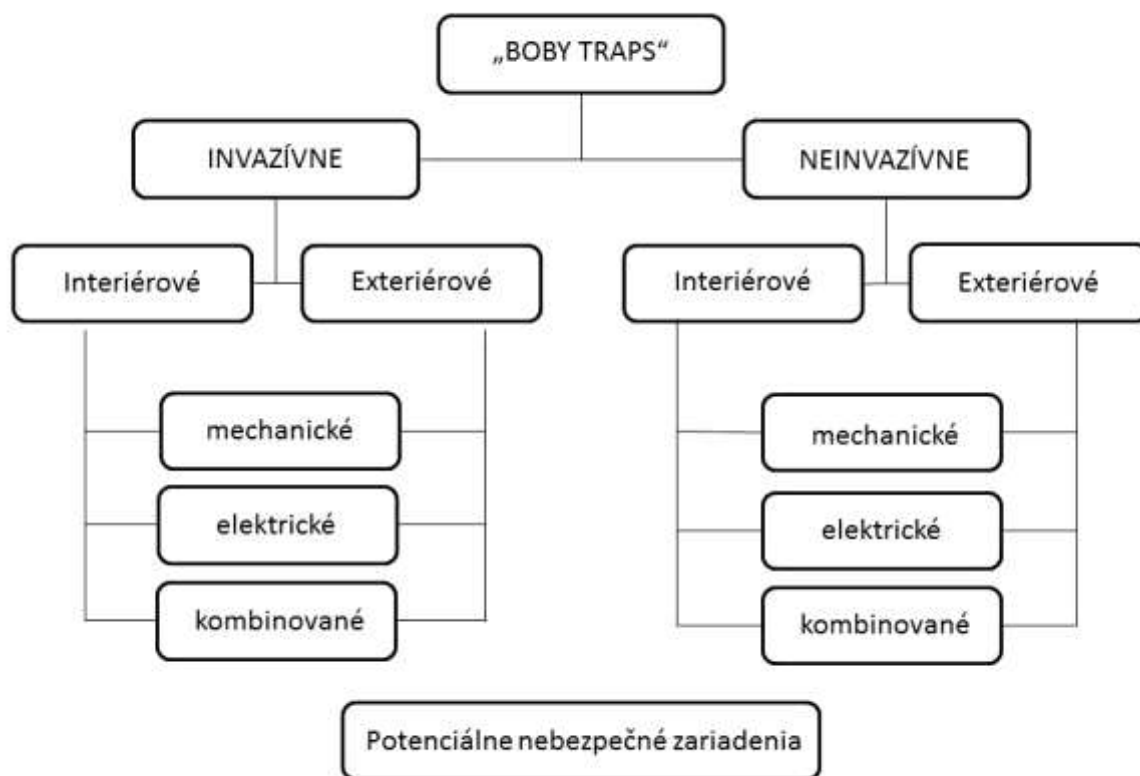 „BOBY TRAPS“
INVAZÍVNE
NEINVAZÍVNE
Interiérové
Exteriérové
Interiérové
Exteriérové
mechanické
elektrické
kombinované
mechanické
elektrické
kombinované
Potenciálne nebezpečné zariadenia